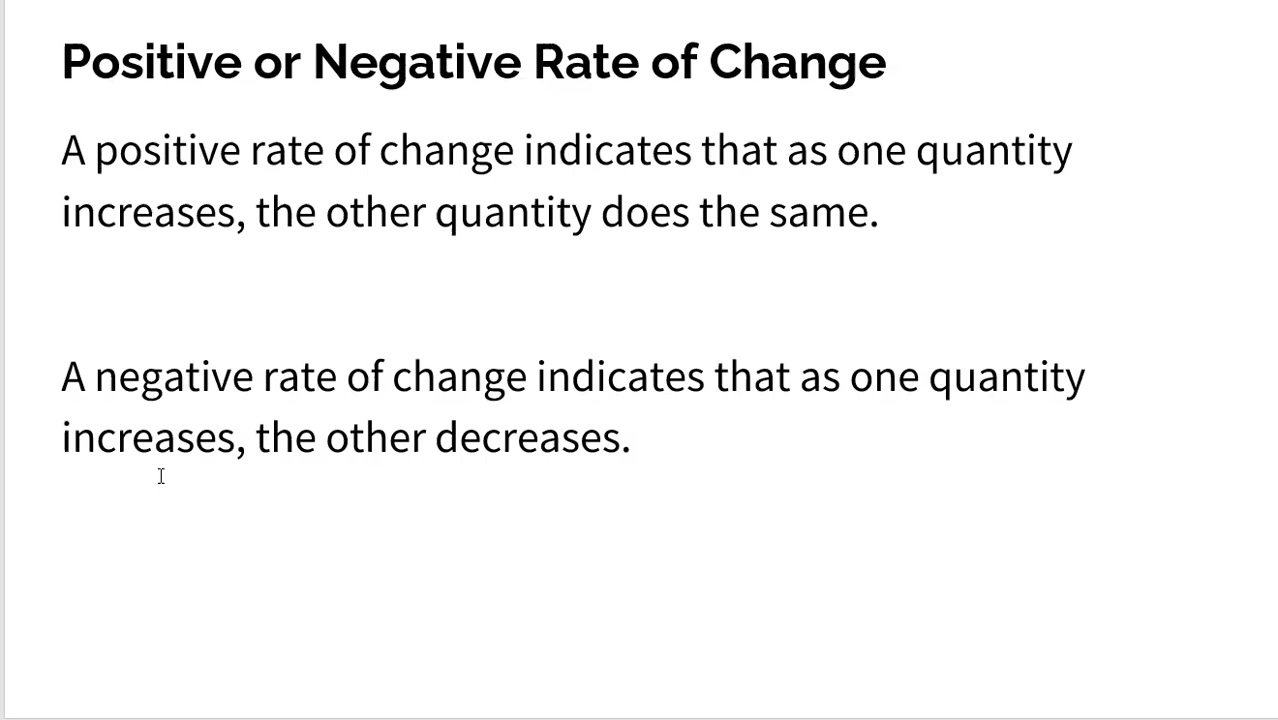 Positive or Negative Rate of Change
A positive rate of change indicates that as one quantity
increases, the other quantity does the same.
A negative rate of change indicates that as one quantity
increases, the other decreases.